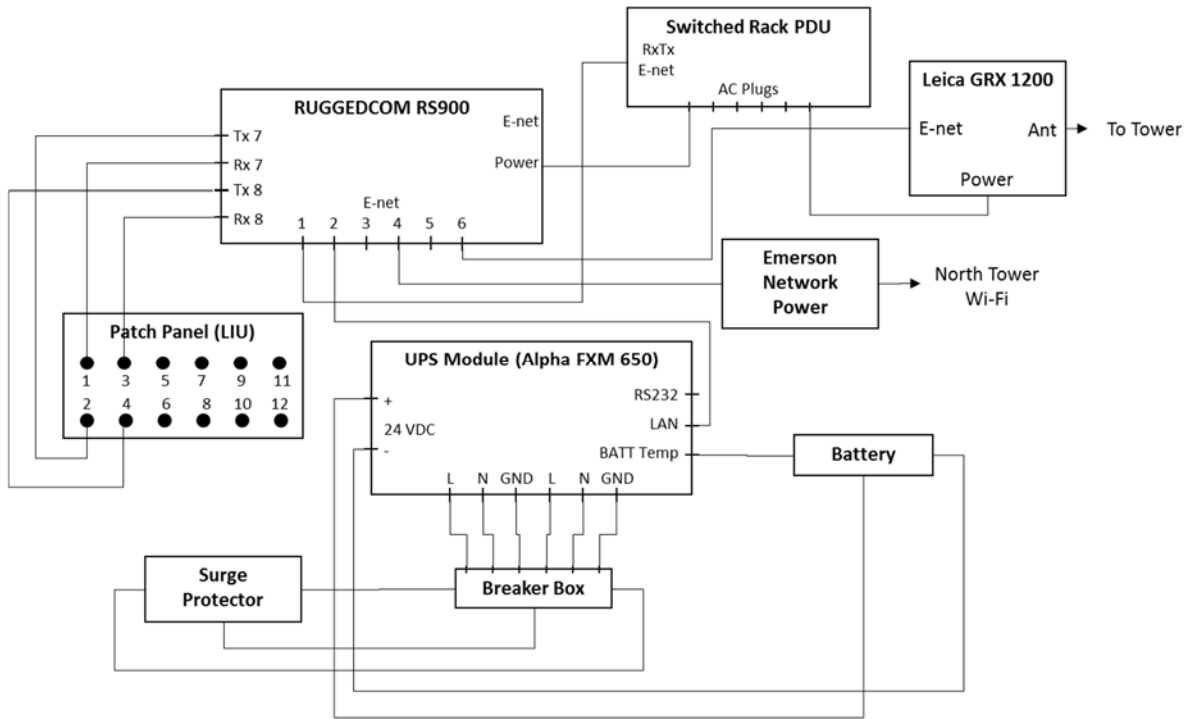 Switched Rack PDU
RxTx
E-net
AC Plugs
Leica GRX 1200
E-net
Ant
Power
To Tower
RUGGEDCOM RS900
Tx 7
Rx 7
Tx 8
Rx 8
E-net
Power
E-net
1 2 3 4 5 6
Emerson
Network
Power
North Tower
Wi-Fi
Patch Panel (LIU)
1 3 5 7 9 11
2 4 6 8 10 12
UPS Module (Alpha FXM 650)
+
24 VDC
-
RS232
LAN
BATT Temp
L N GND L N GND
Battery
Surge
Protector
Breaker Box